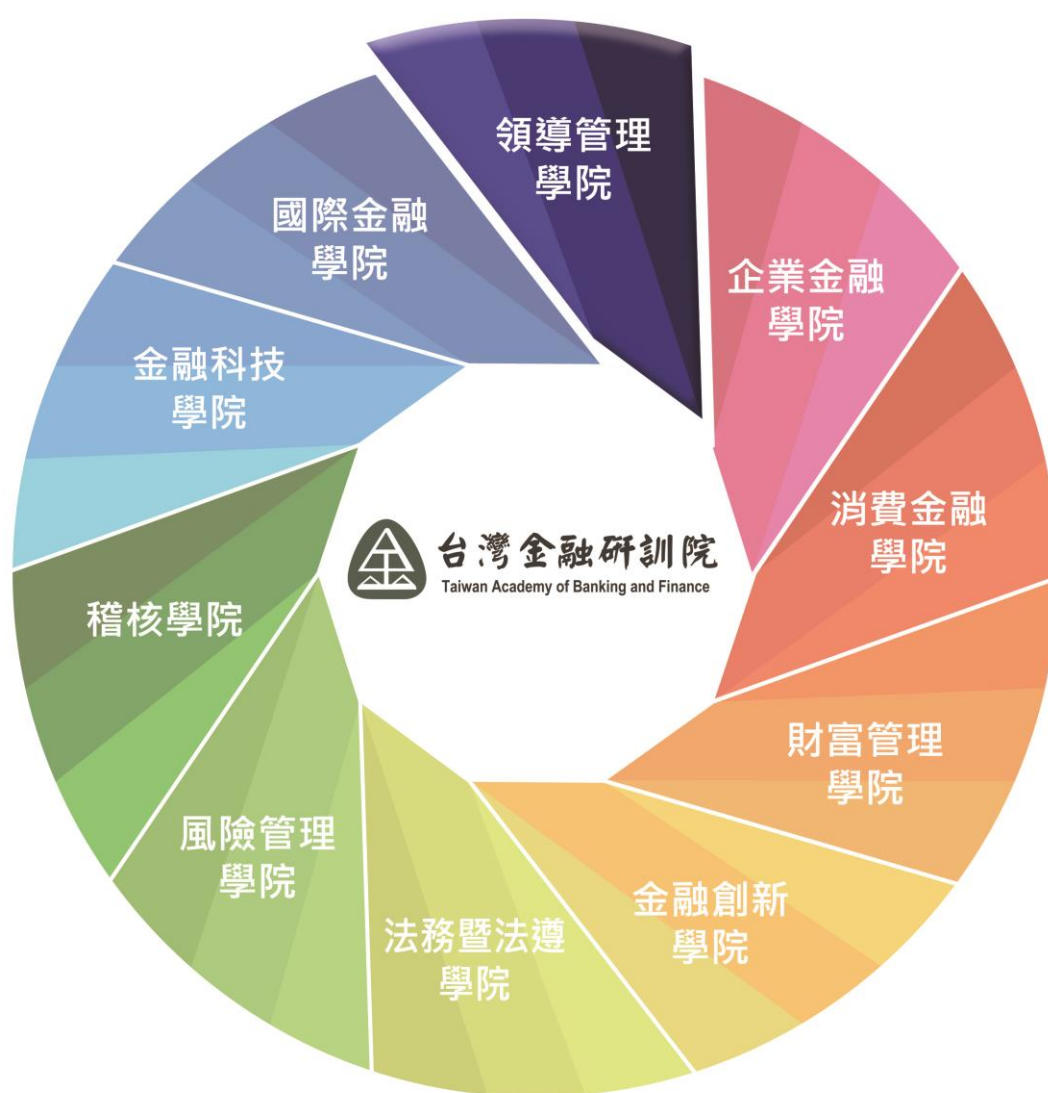 領導管理
學院
企業金融
學院
消費金融
學院
財富管理
學院
金融創新
學院
法務暨法遵
學院
風險管理
學院
稽核學院
金融科技
學院
國際金融
學院
台灣金融研訓院
Taiwan Academy of Banking and Finance